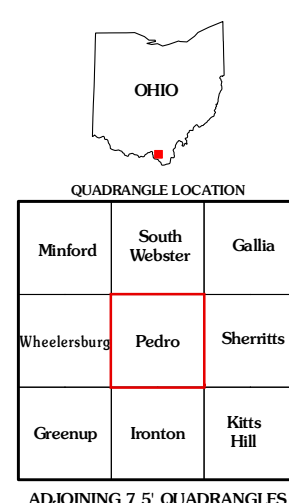 OHIO
QUADRANGLE LOCATION
Minford
South
Webster
Gallia
Wheelersburg
Pedro
Sherritts
Greenup
Ironton
Kitts
Hill
ADJOINING 7.5' QUADRANGLES